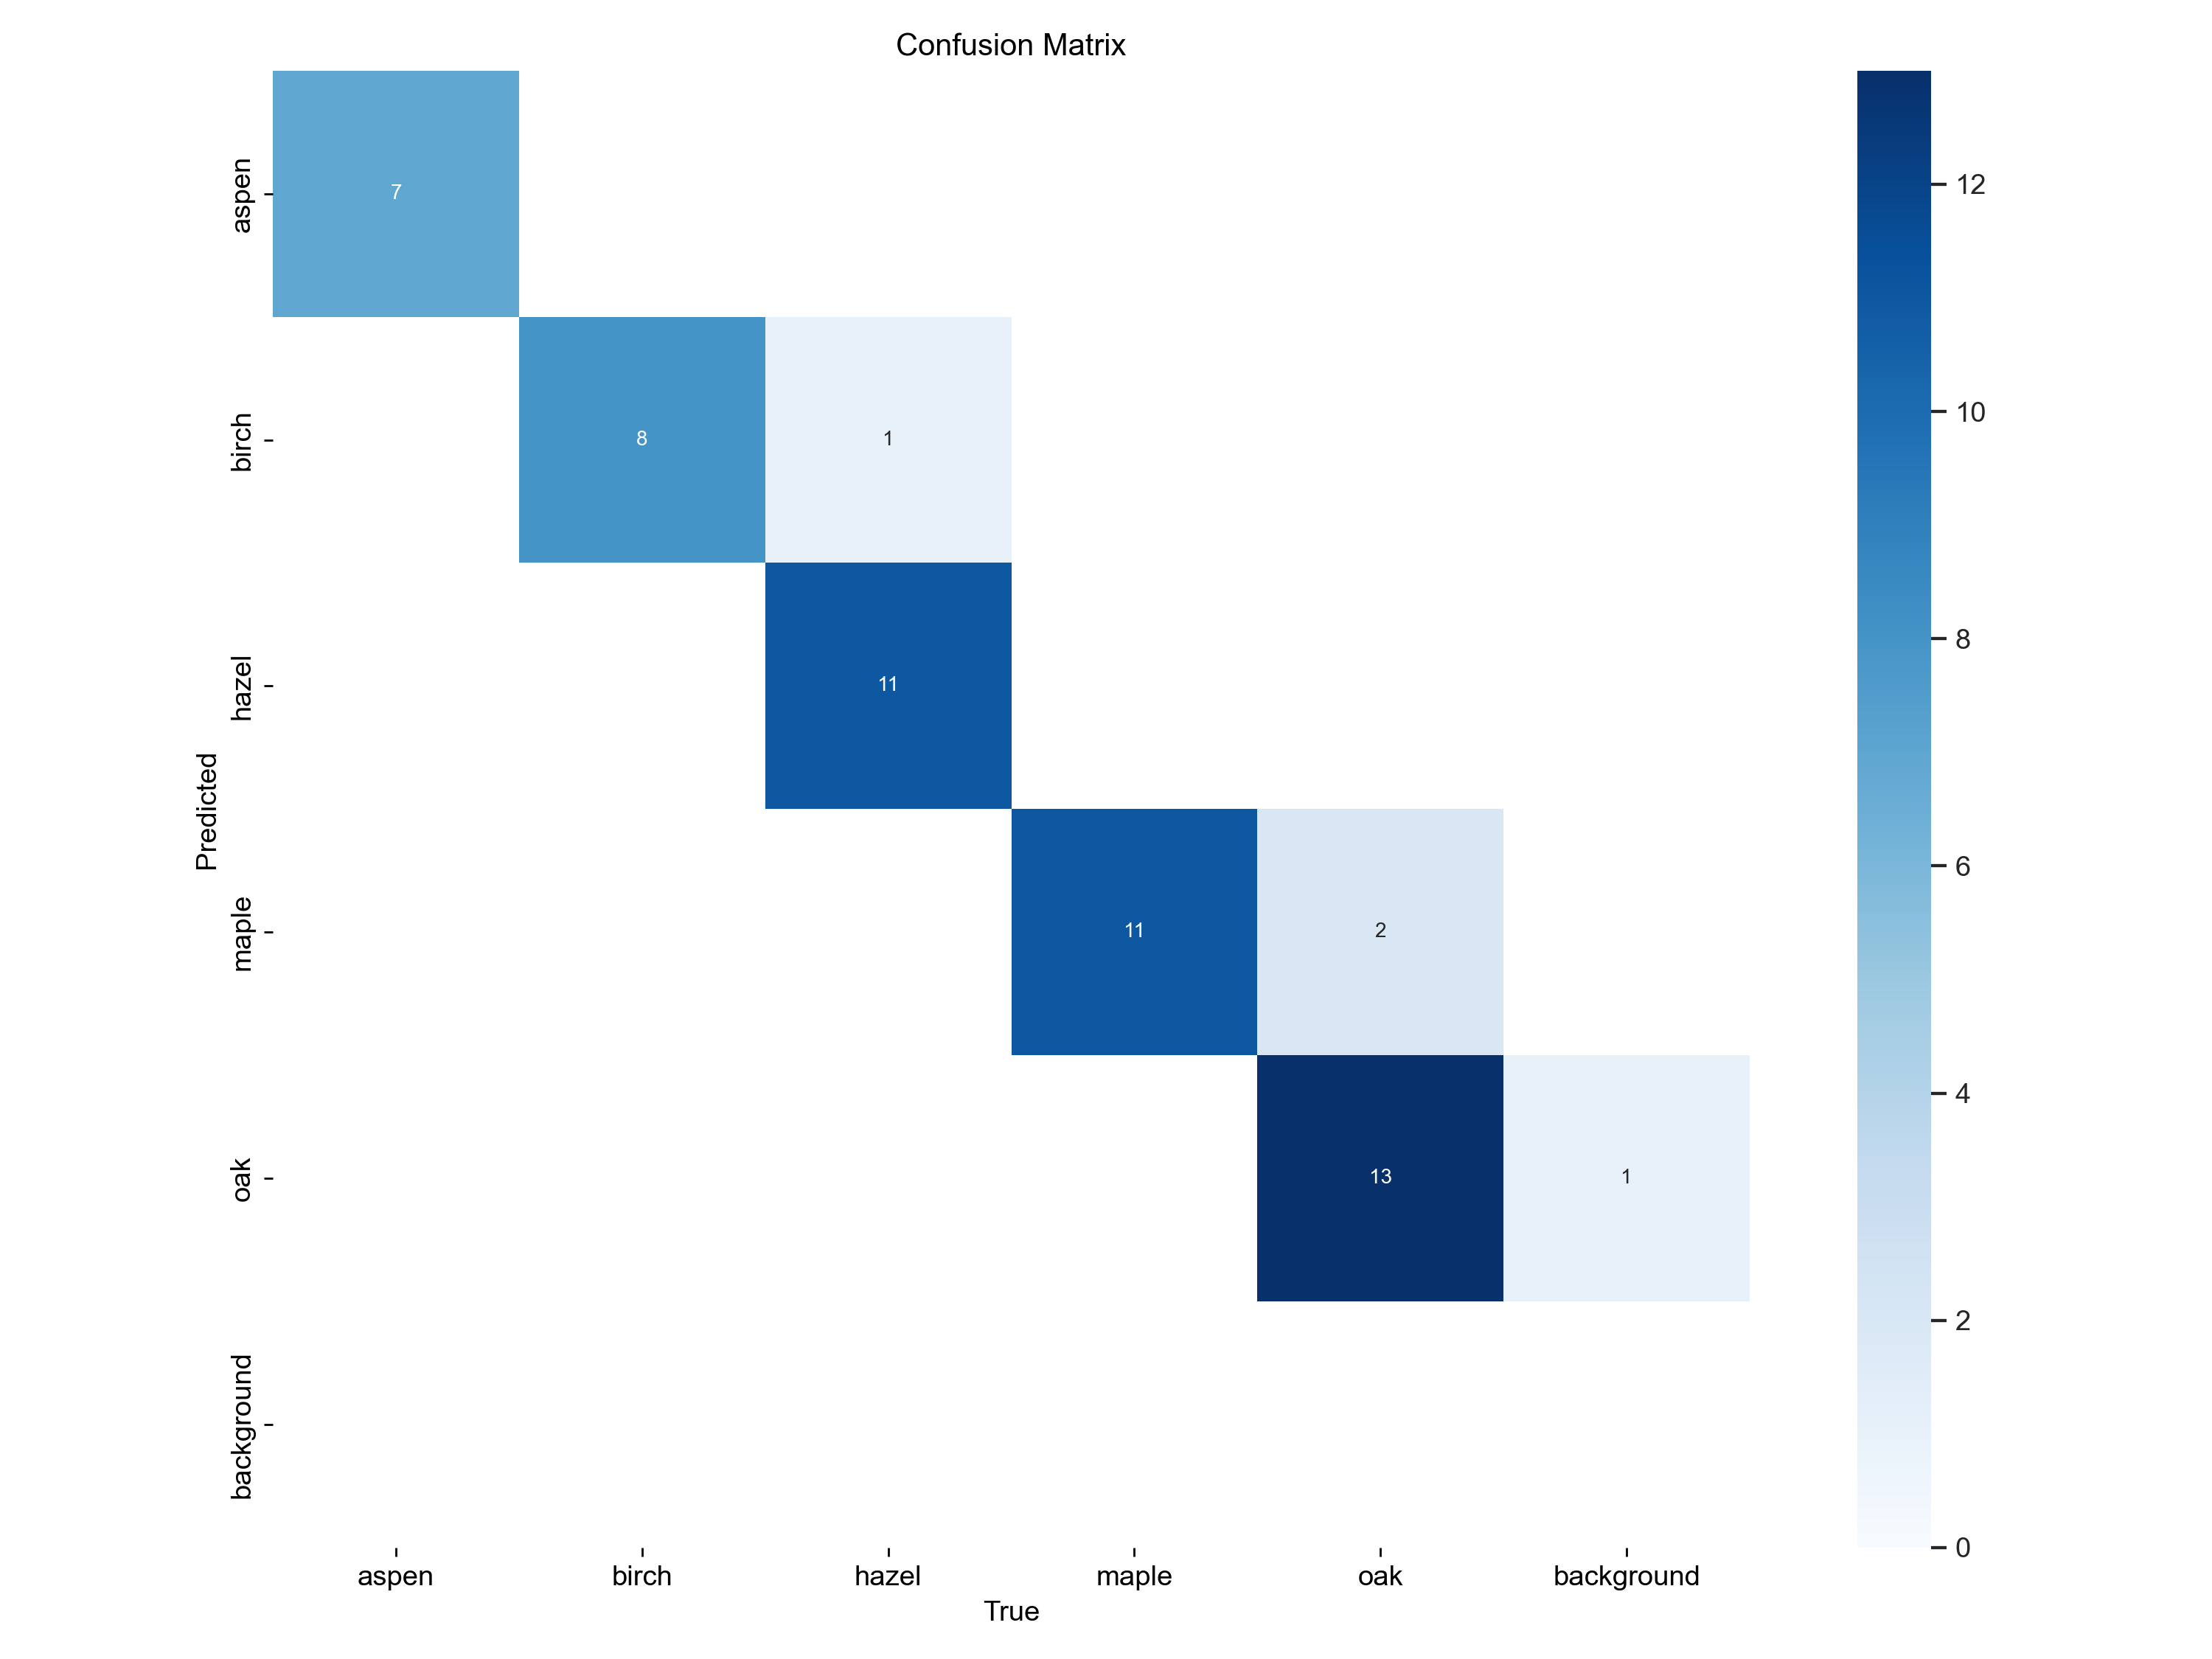 Confusion Matrix
aspen
7
birch
8 1
hazel
11
maple
11 2
oak
13 1
background
Predicted
aspen birch hazel maple oak background
True
12
10
8
6
4
2
0